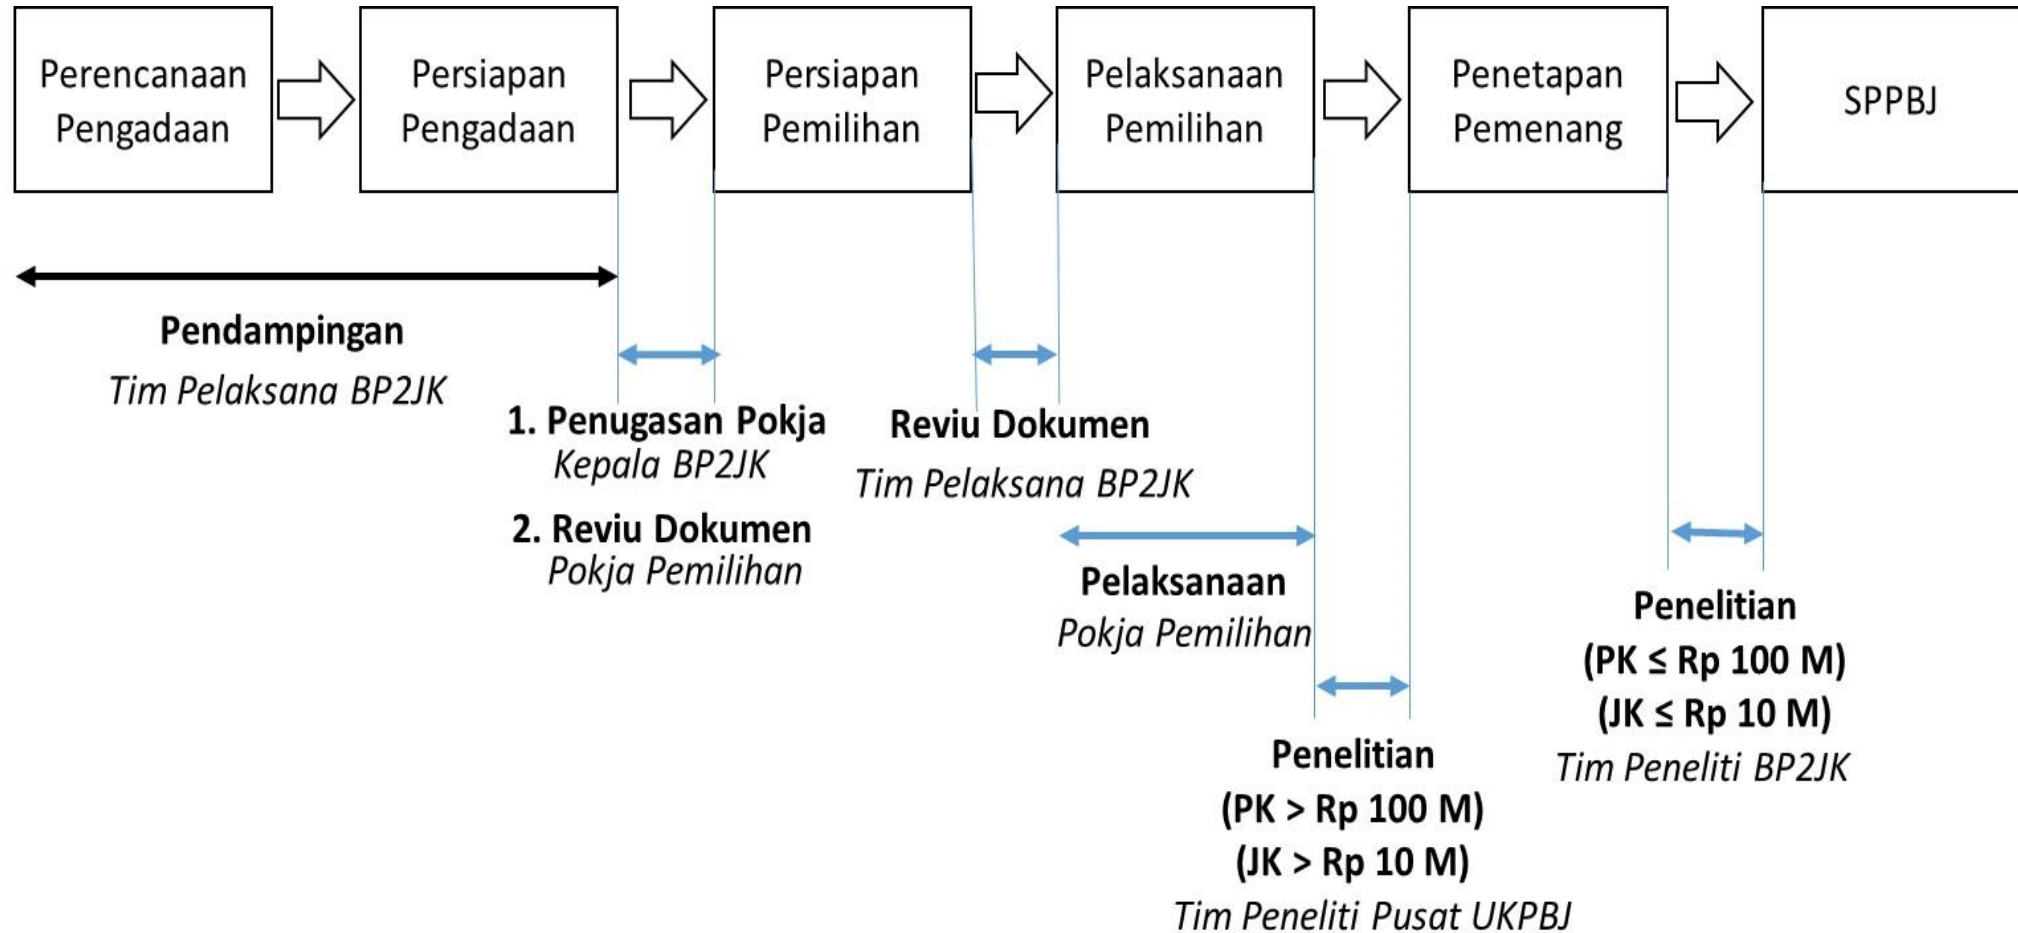 Perencanaan
Pengadaan
Persiapan
Pengadaan
Persiapan
Pemilihan
Pelaksanaan
Pemilihan
Penetapan
Pemenang
SPPBJ
Pendampingan
Tim Pelaksana BP2JK
1. Penugasan Pokja
Kepala BP2JK
2. Reviu Dokumen
Pokja Pemilihan
Reviu Dokumen
Tim Pelaksana BP2JK
Pelaksanaan
Pokja Pemilihan
Penelitian
(PK > Rp 100 M)
(JK > Rp 10 M)
Tim Peneliti Pusat UKPBJ
Penelitian
(PK ≤ Rp 100 M)
(JK ≤ Rp 10 M)
Tim Peneliti BP2JK